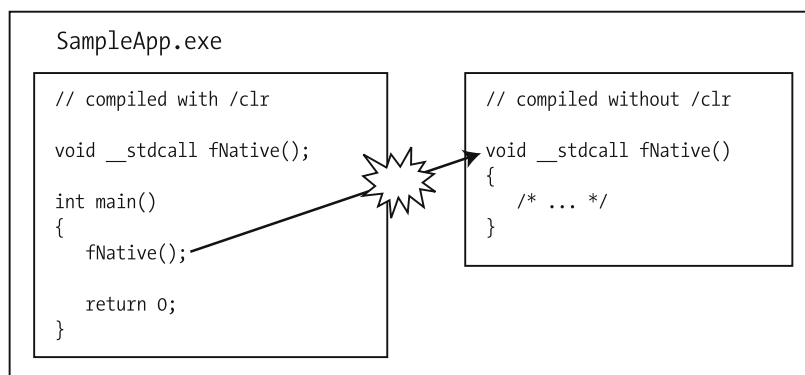 SampleApp.exe
// compiled with /clr
void __stdcall fNative();
int main()
{
fNative();
return 0;
}
// compiled without /clr
void __stdcall fNative()
{
/* ... */
}